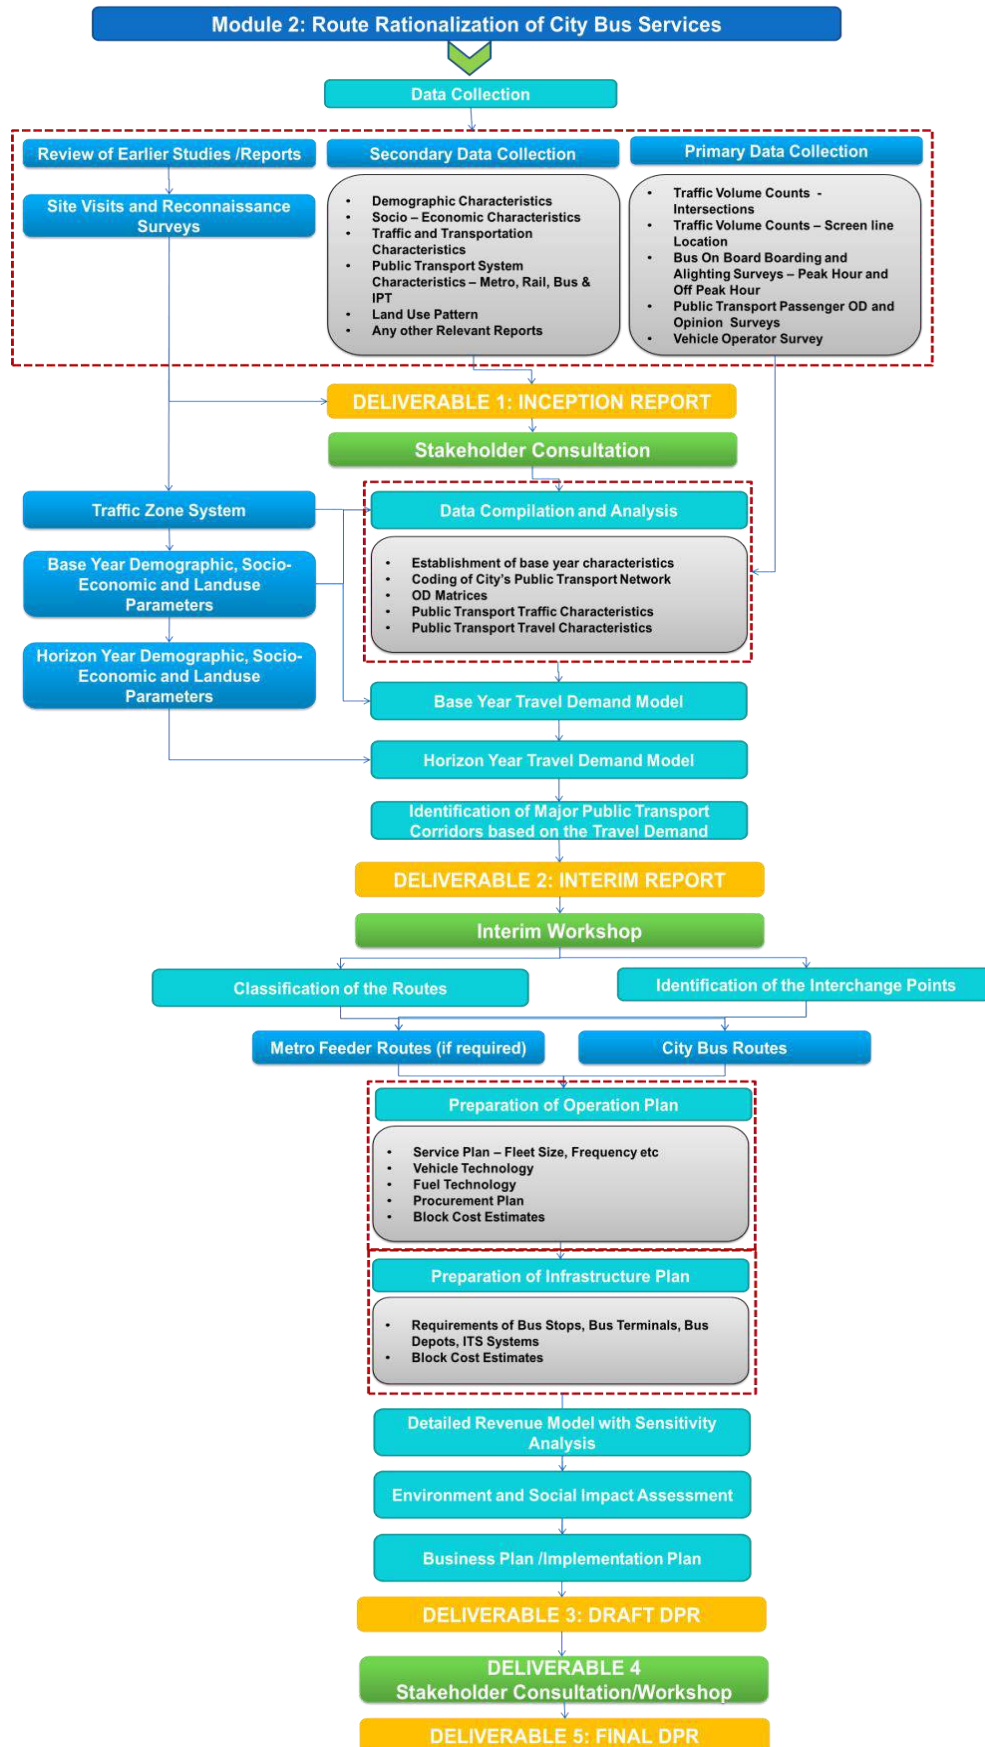 Module 2: Route Rationalization of City Bus Services
Data Collection
Review of Earlier Studies /Reports
Site Visits and Reconnaissance
Surveys
Secondary Data Collection
• Demographic Characteristics
• Socio – Economic Characteristics
• Traffic and Transportation
Characteristics
• Public Transport System
Characteristics – Metro, Rail, Bus &
IPT
• Land Use Pattern
• Any other Relevant Reports
Primary Data Collection
• Traffic Volume Counts -
Intersections
• Traffic Volume Counts – Screen line
Location
• Bus On Board Boarding and
Alighting Surveys – Peak Hour and
Off Peak Hour
• Public Transport Passenger OD and
Opinion Surveys
• Vehicle Operator Survey
DELIVERABLE 1: INCEPTION REPORT
Stakeholder Consultation
Traffic Zone System
Base Year Demographic, Socio-
Economic and Landuse
Parameters
Horizon Year Demographic, Socio-
Economic and Landuse
Parameters
Data Compilation and Analysis
• Establishment of base year characteristics
• Coding of City's Public Transport Network
• OD Matrices
• Public Transport Traffic Characteristics
• Public Transport Travel Characteristics
Base Year Travel Demand Model
Horizon Year Travel Demand Model
Identification of Major Public Transport
Corridors based on the Travel Demand
DELIVERABLE 2: INTERIM REPORT
Interim Workshop
Classification of the Routes
Identification of the Interchange Points
Metro Feeder Routes (if required)
City Bus Routes
Preparation of Operation Plan
• Service Plan – Fleet Size, Frequency etc
• Vehicle Technology
• Fuel Technology
• Procurement Plan
• Block Cost Estimates
Preparation of Infrastructure Plan
• Requirements of Bus Stops, Bus Terminals, Bus
Depots, ITS Systems
• Block Cost Estimates
Detailed Revenue Model with Sensitivity
Analysis
Environment and Social Impact Assessment
Business Plan /Implementation Plan
DELIVERABLE 3: DRAFT DPR
DELIVERABLE 4
Stakeholder Consultation/Workshop
DELIVERABLE 5: FINAL DPR